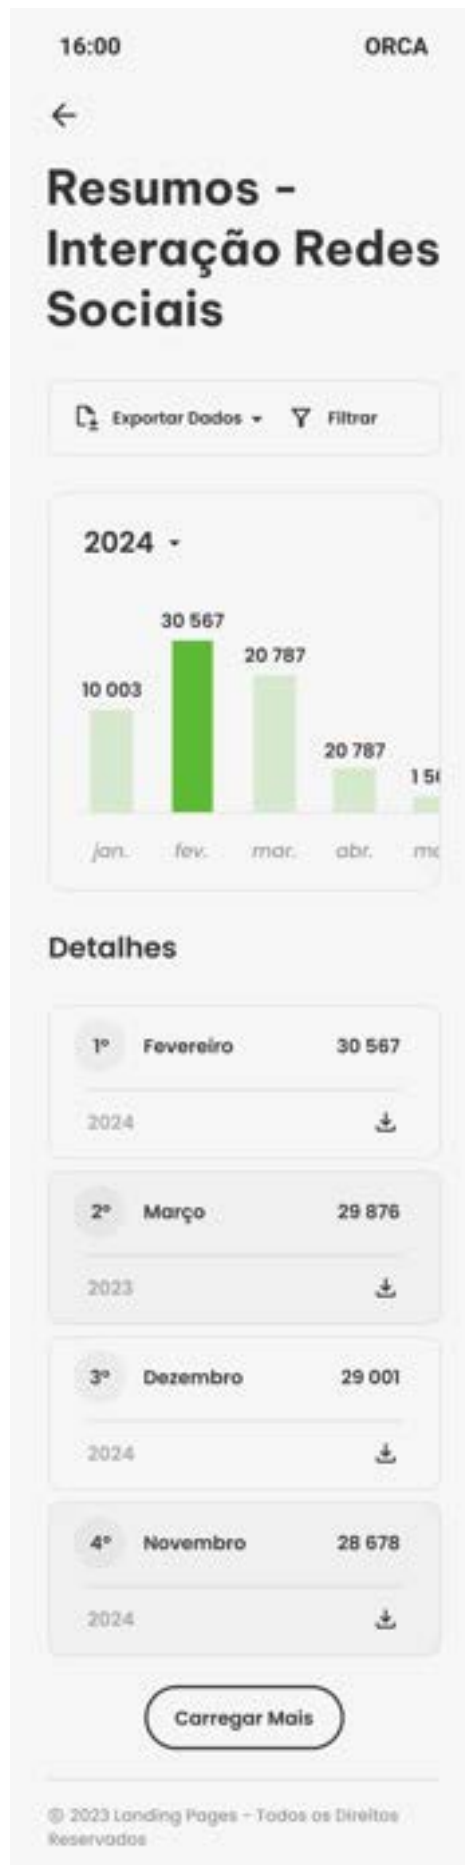 16:00 ORCA
Resumos -
Interação Redes
Sociais
Exportar Dados Filtrar
2024
30 567
20 787
10 003
20 787
1 5
jan. fev. mar. abr.
Detalhes
1º Fevereiro 30 567
2024
2º Março 29 876
2023
3º Dezembro 29 001
2024
4º Novembro 28 678
2024
Carregar Mais
© 2023 Landing Pages - Todos os Direitos
Reservados